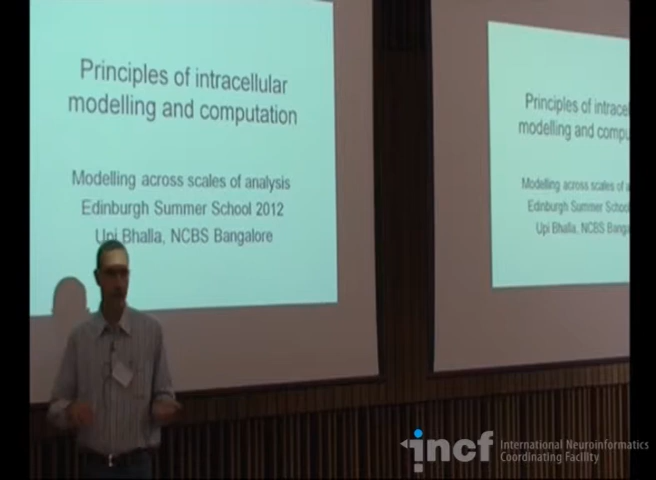 Principles of intracellular
modelling and computation
Modelling across scales of analysis
Edinburgh Summer School 2012
Upi Bhalla, NCBS Bangalore
Principles of intrace
modelling and compu
Modelling across scales of a
Edinburgh Summer School
Upi Bhalla, NCBS Banga
incf International Neuroinformatics
Coordinating Facility